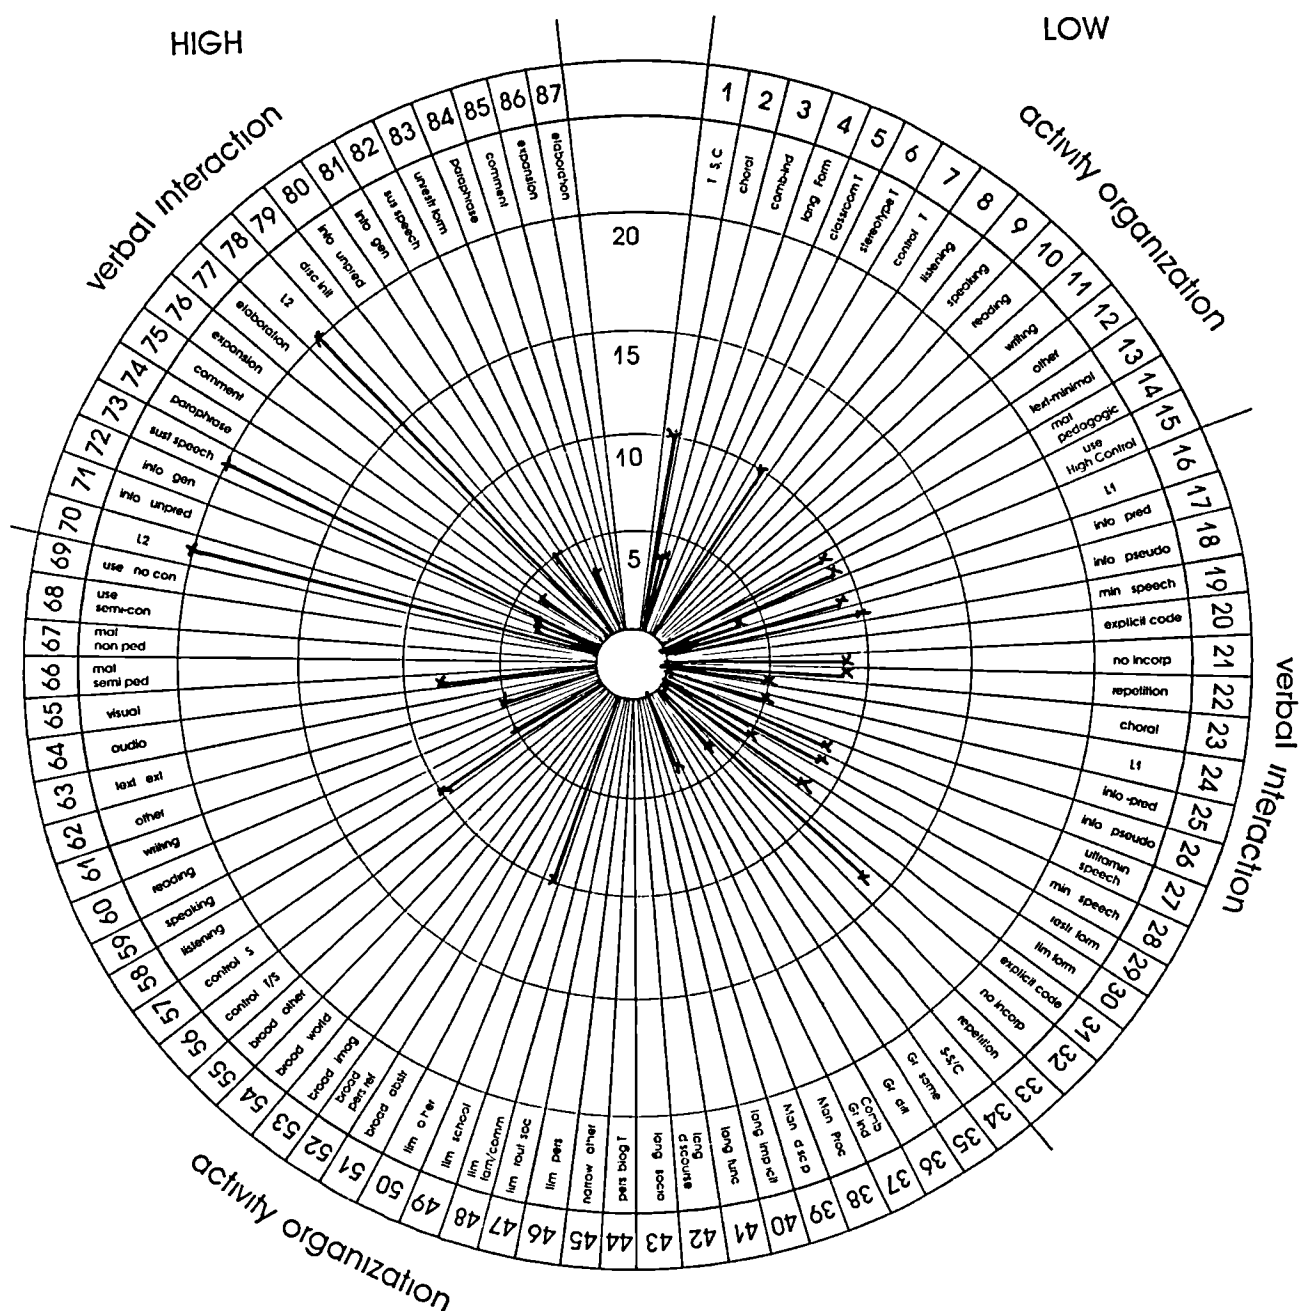 HIGH
LOW
verbal interaction
activity organization
verbal interaction
activity organization
20
15
10
5
1 T S.C
2 choral
3 comb-ind
4 lang form
5 classroom T
6 stereotype T
7 control T
8 listening
9 speaking
10 reading
11 writing
12 other
13 text-minimal
14 mat pedagogic
15 use High Control
16 L1
17 info pred
18 info pseudo
19 min speech
20 explicit code
21 no incorp
22 repetition
23 choral
24 L1
25 info-pred
26 info pseudo
27 ultramin speech
28 min speech
29 restr form
30 lim form
31 explicit code
32 no incorp
33 repetition
34 S-S/C
35 Gr same
36 Gr diff
37 Comb Gr ind
38 Man Proc
39 Man discip
40 lang implicit
41 lang func
42 lang discourse
43 lang socio
44 pers biog T
45 narrow other
46 lim pers
47 lim rout soc
48 lim fam/comm
49 lim school
50 lim other
51 broad abstr
52 broad pers ref
53 broad imag
54 broad world
55 broad other
56 control T/S
57 control S
58 listening
59 speaking
60 reading
61 writing
62 other
63 text ext
64 audio
65 visual
66 mat semi ped
67 mat non ped
68 use semi-con
69 use no con
70 L2
71 info unpred
72 info gen
73 sust speech
74 paraphrase
75 comment
76 expansion
77 elaboration
78 L2
79 disc init
80 info unpred
81 info gen
82 sus speech
83 unrestr form
84 paraphrase
85 comment
86 expansion
87 elaboration